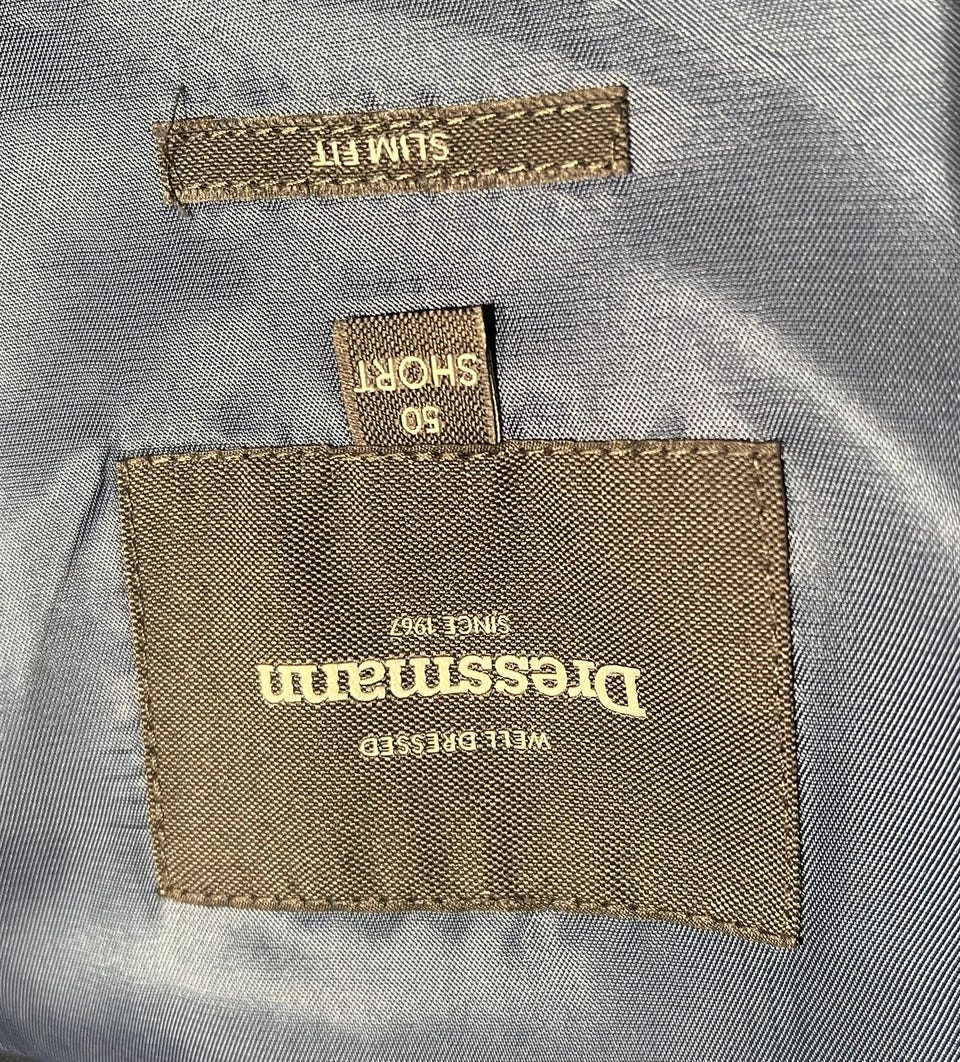 WELL DRESSED
Dressmann
SINCE 1967
50
SHORT
SLIM FIT